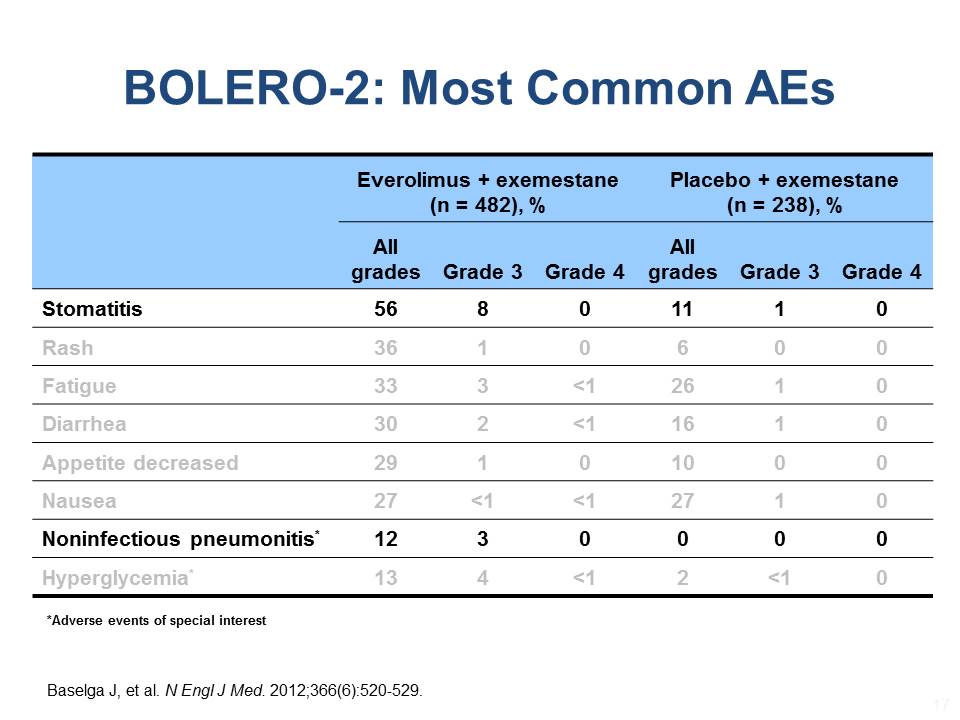 BOLERO-2: Most Common AEs
Everolimus + exemestane (n = 482), %
Placebo + exemestane (n = 238), %
All grades Grade 3 Grade 4 All grades Grade 3 Grade 4
Stomatitis 56 8 0 11 1 0
Rash 36 1 0 6 0 0
Fatigue 33 3 <1 26 1 0
Diarrhea 30 2 <1 16 1 0
Appetite decreased 29 1 0 10 0 0
Nausea 27 <1 <1 27 1 0
Noninfectious pneumonitis* 12 3 0 0 0 0
Hyperglycemia* 13 4 <1 2 <1 0
*Adverse events of special interest
Baselga J, et al. N Engl J Med. 2012;366(6):520-529.
17